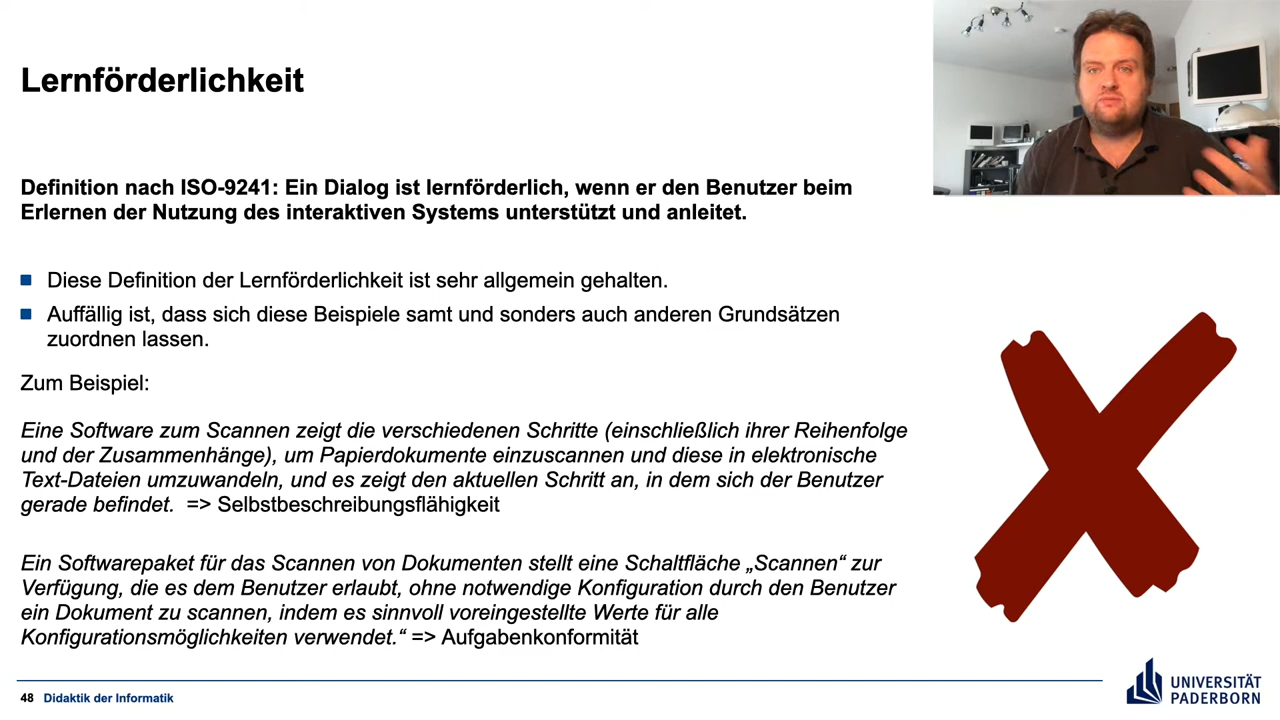 Lernförderlichkeit
Definition nach ISO-9241: Ein Dialog ist lernförderlich, wenn er den Benutzer beim
Erlernen der Nutzung des interaktiven Systems unterstützt und anleitet.
Diese Definition der Lernförderlichkeit ist sehr allgemein gehalten.
Auffällig ist, dass sich diese Beispiele samt und sonders auch anderen Grundsätzen
zuordnen lassen.
Zum Beispiel:
Eine Software zum Scannen zeigt die verschiedenen Schritte (einschließlich ihrer Reihenfolge
und der Zusammenhänge), um Papierdokumente einzuscannen und diese in elektronische
Text-Dateien umzuwandeln, und es zeigt den aktuellen Schritt an, in dem sich der Benutzer
gerade befindet. => Selbstbeschreibungsflähigkeit
Ein Softwarepaket für das Scannen von Dokumenten stellt eine Schaltfläche „Scannen“ zur
Verfügung, die es dem Benutzer erlaubt, ohne notwendige Konfiguration durch den Benutzer
ein Dokument zu scannen, indem es sinnvoll voreingestellte Werte für alle
Konfigurationsmöglichkeiten verwendet.“ => Aufgabenkonformität
48 Didaktik der Informatik
UNIVERSITÄT
PADERBORN